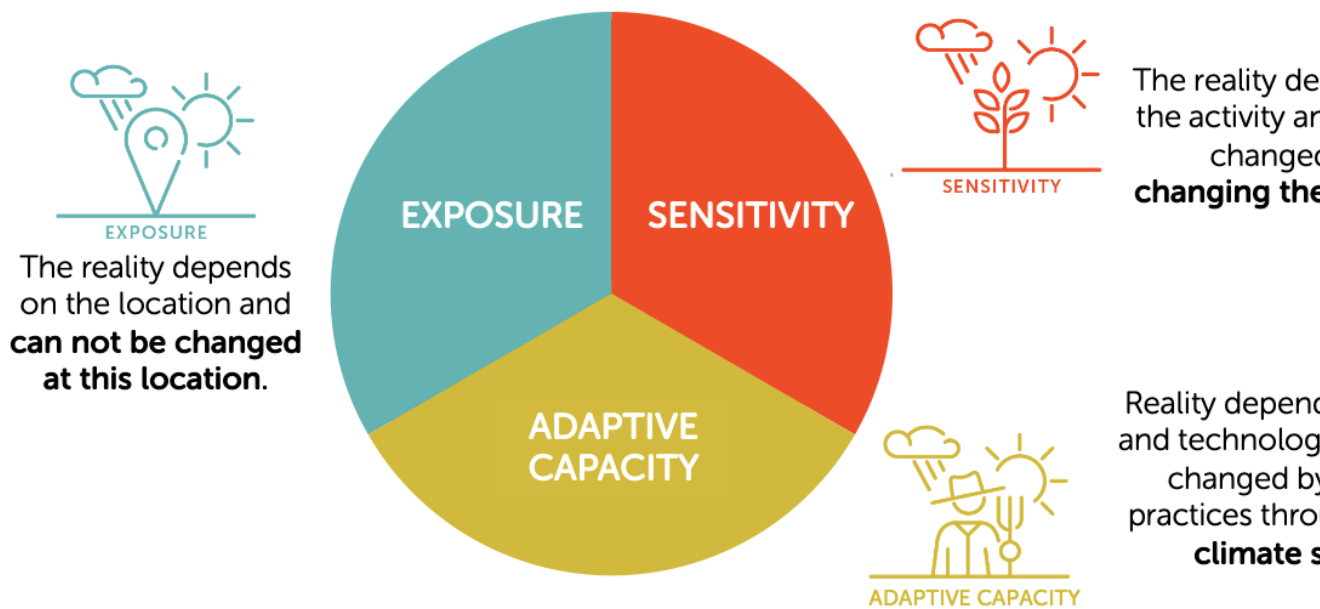 EXPOSURE
The reality depends
on the location and
can not be changed
at this location.
EXPOSURE
SENSITIVITY
ADAPTIVE
CAPACITY
SENSITIVITY
The reality de
the activity ar
changed
changing the
Reality depend
and technolog
changed by
practices throu
climate s
ADAPTIVE CAPACITY